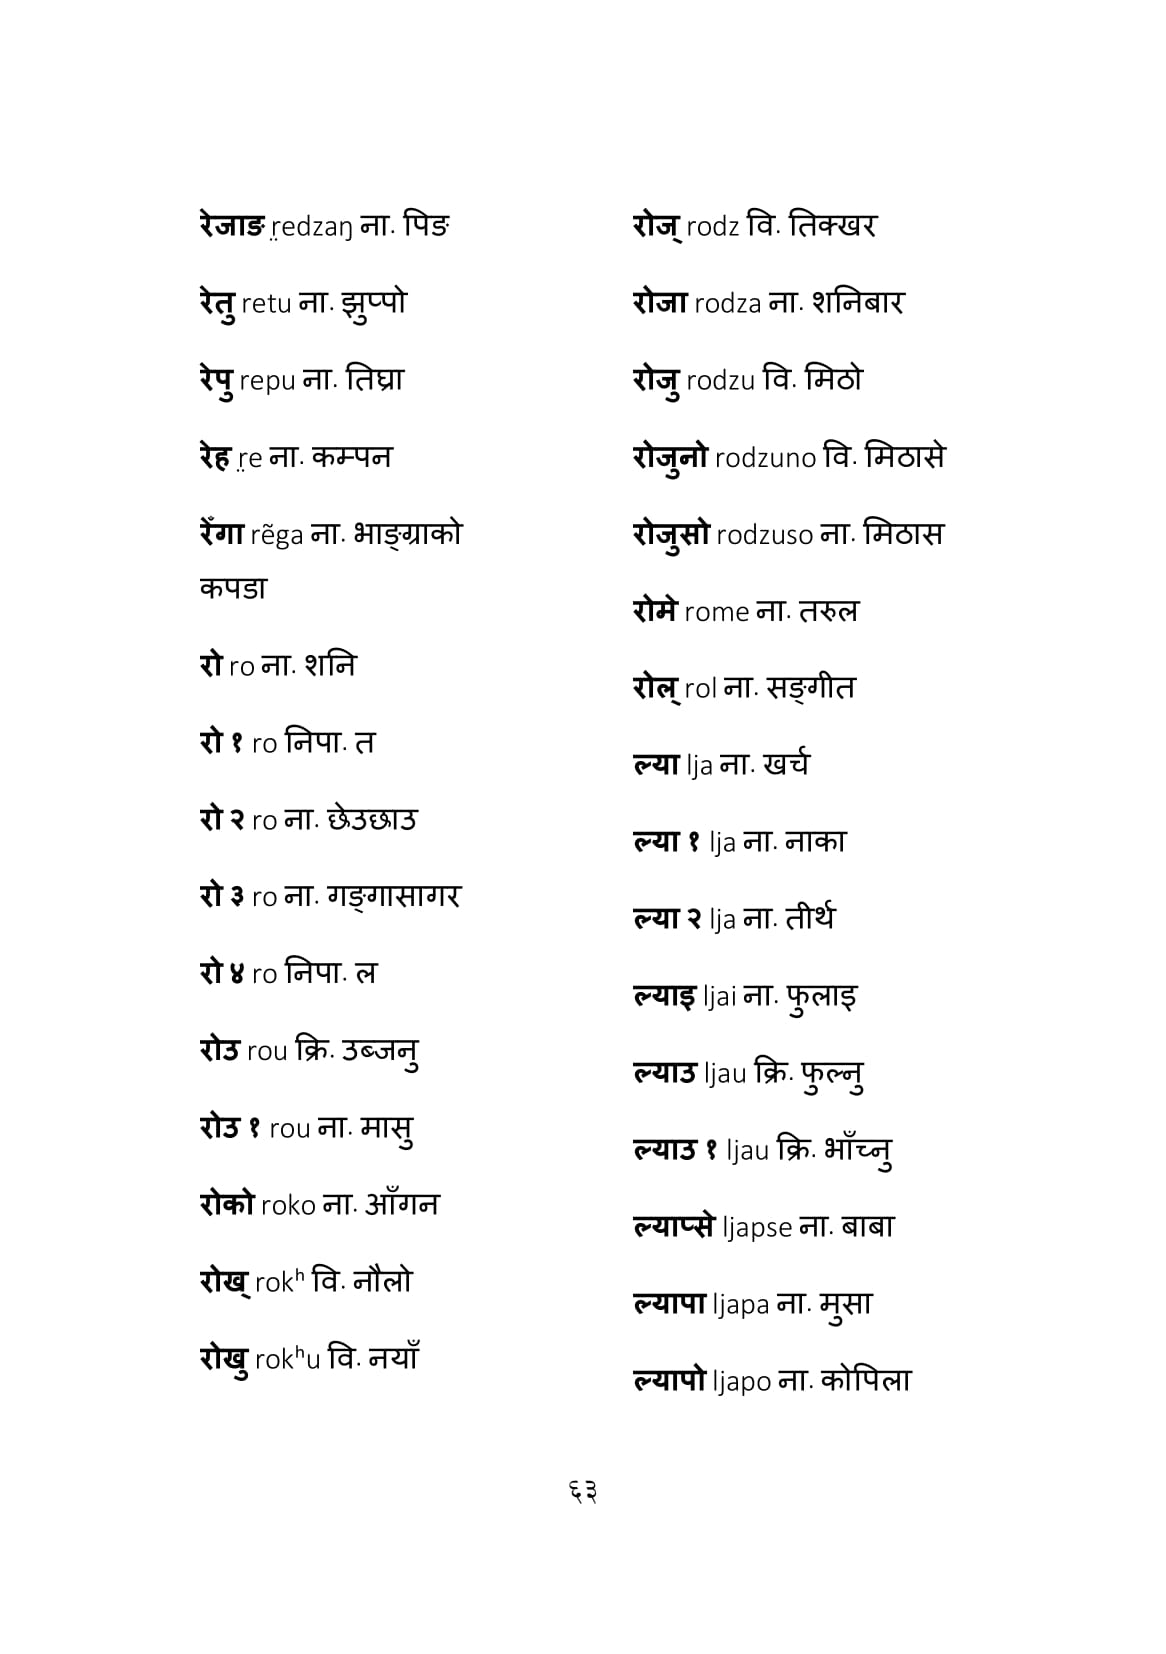 रेजाङ r̤edzaŋ ना. पिङ
रेतु retu ना. झुप्पो
रेपु repu ना. तिघ्रा
रेह r̤e ना. कम्पन
रेँगा rẽga ना. भाङ्ग्राको
कपडा
रो ro ना. शनि
रो १ ro निपा. त
रो २ ro ना. छेउछाउ
रो ३ ro ना. गङ्गासागर
रो ४ ro निपा. ल
रोउ rou क्रि. उब्जनु
रोउ १ rou ना. मासु
रोको roko ना. आँगन
रोख् rokʰ वि. नौलो
रोखु rokʰu वि. नयाँ
रोज् rodz वि. तिक्खर
रोजा rodza ना. शनिबार
रोजु rodzu वि. मिठो
रोजुनो rodzuno वि. मिठासे
रोजुसो rodzuso ना. मिठास
रोमे rome ना. तरुल
रोल् rol ना. सङ्गीत
ल्या lja ना. खर्च
ल्या १ lja ना. नाका
ल्या २ lja ना. तीर्थ
ल्याइ ljai ना. फुलाइ
ल्याउ ljau क्रि. फुल्नु
ल्याउ १ ljau क्रि. भाँच्नु
ल्याप्से ljapse ना. बाबा
ल्यापा ljapa ना. मुसा
ल्यापो ljapo ना. कोपिला
६३